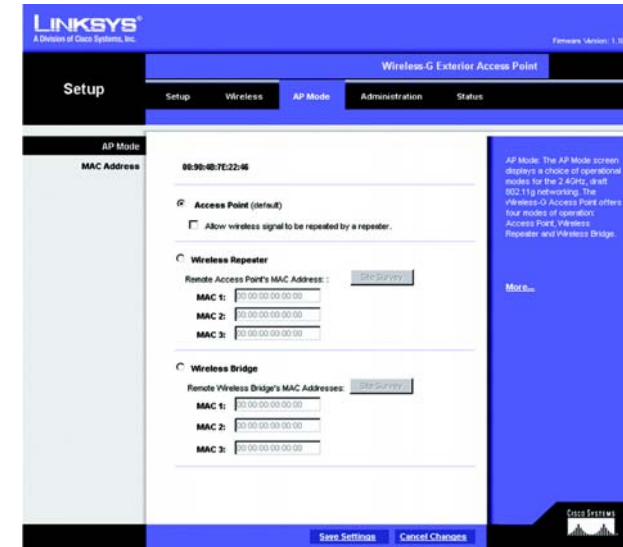 LINKSYS®
A Division of Cisco Systems, Inc.
Firmware Version: 1.
Wireless-G Exterior Access Point
Setup
Setup Wireless AP Mode Administration Status
AP Mode
MAC Address
00:90:4B:7E:22:46
Access Point (default)
Allow wireless signal to be repeated by a repeater.
Wireless Repeater
Remote Access Point's MAC Address: :
Site Survey
MAC 1: 00:00:00:00:00:00
MAC 2: 00:00:00:00:00:00
MAC 3: 00:00:00:00:00:00
Wireless Bridge
Remote Wireless Bridge's MAC Addresses:
Site Survey
MAC 1: 00:00:00:00:00:00
MAC 2: 00:00:00:00:00:00
MAC 3: 00:00:00:00:00:00
AP Mode: The AP Mode screen
displays a choice of operational
modes for the 2.4GHz, draft
802.11g networking. The
Wireless-G Access Point offers
four modes of operation:
Access Point, Wireless
Repeater and Wireless Bridge.
More...
Save Settings Cancel Changes
CISCO SYSTEMS